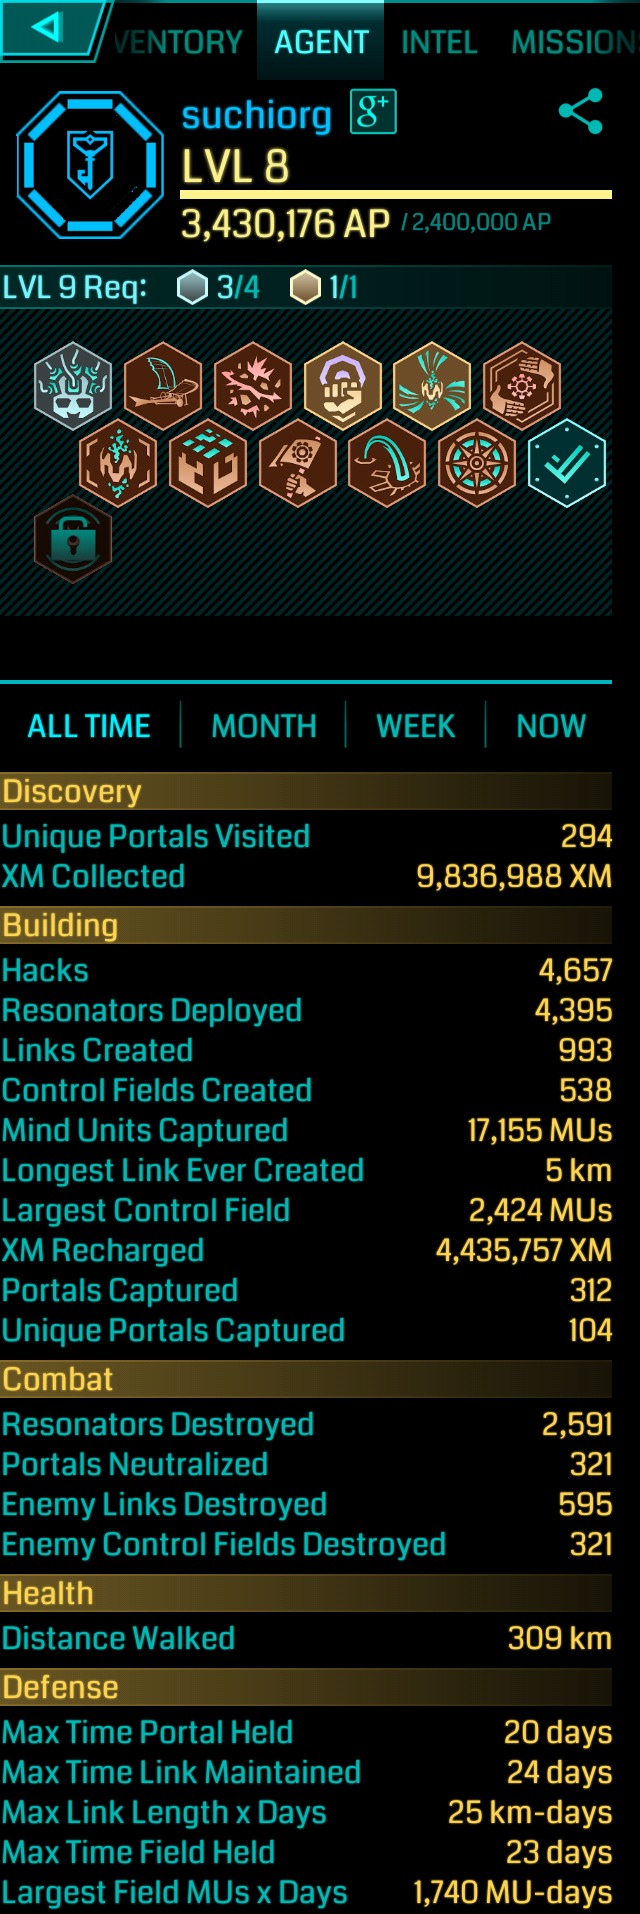 VENTORY AGENT INTEL MISSIONS
suchiorg g+
LVL 8
3,430,176 AP / 2,400,000 AP
LVL 9 Req: 3/4 1/1
ALL TIME MONTH WEEK NOW
Discovery
Unique Portals Visited 294
XM Collected 9,836,988 XM
Building
Hacks 4,657
Resonators Deployed 4,395
Links Created 993
Control Fields Created 538
Mind Units Captured 17,155 MUs
Longest Link Ever Created 5 km
Largest Control Field 2,424 MUs
XM Recharged 4,435,757 XM
Portals Captured 312
Unique Portals Captured 104
Combat
Resonators Destroyed 2,591
Portals Neutralized 321
Enemy Links Destroyed 595
Enemy Control Fields Destroyed 321
Health
Distance Walked 309 km
Defense
Max Time Portal Held 20 days
Max Time Link Maintained 24 days
Max Link Length x Days 25 km-days
Max Time Field Held 23 days
Largest Field MUs x Days 1,740 MU-days